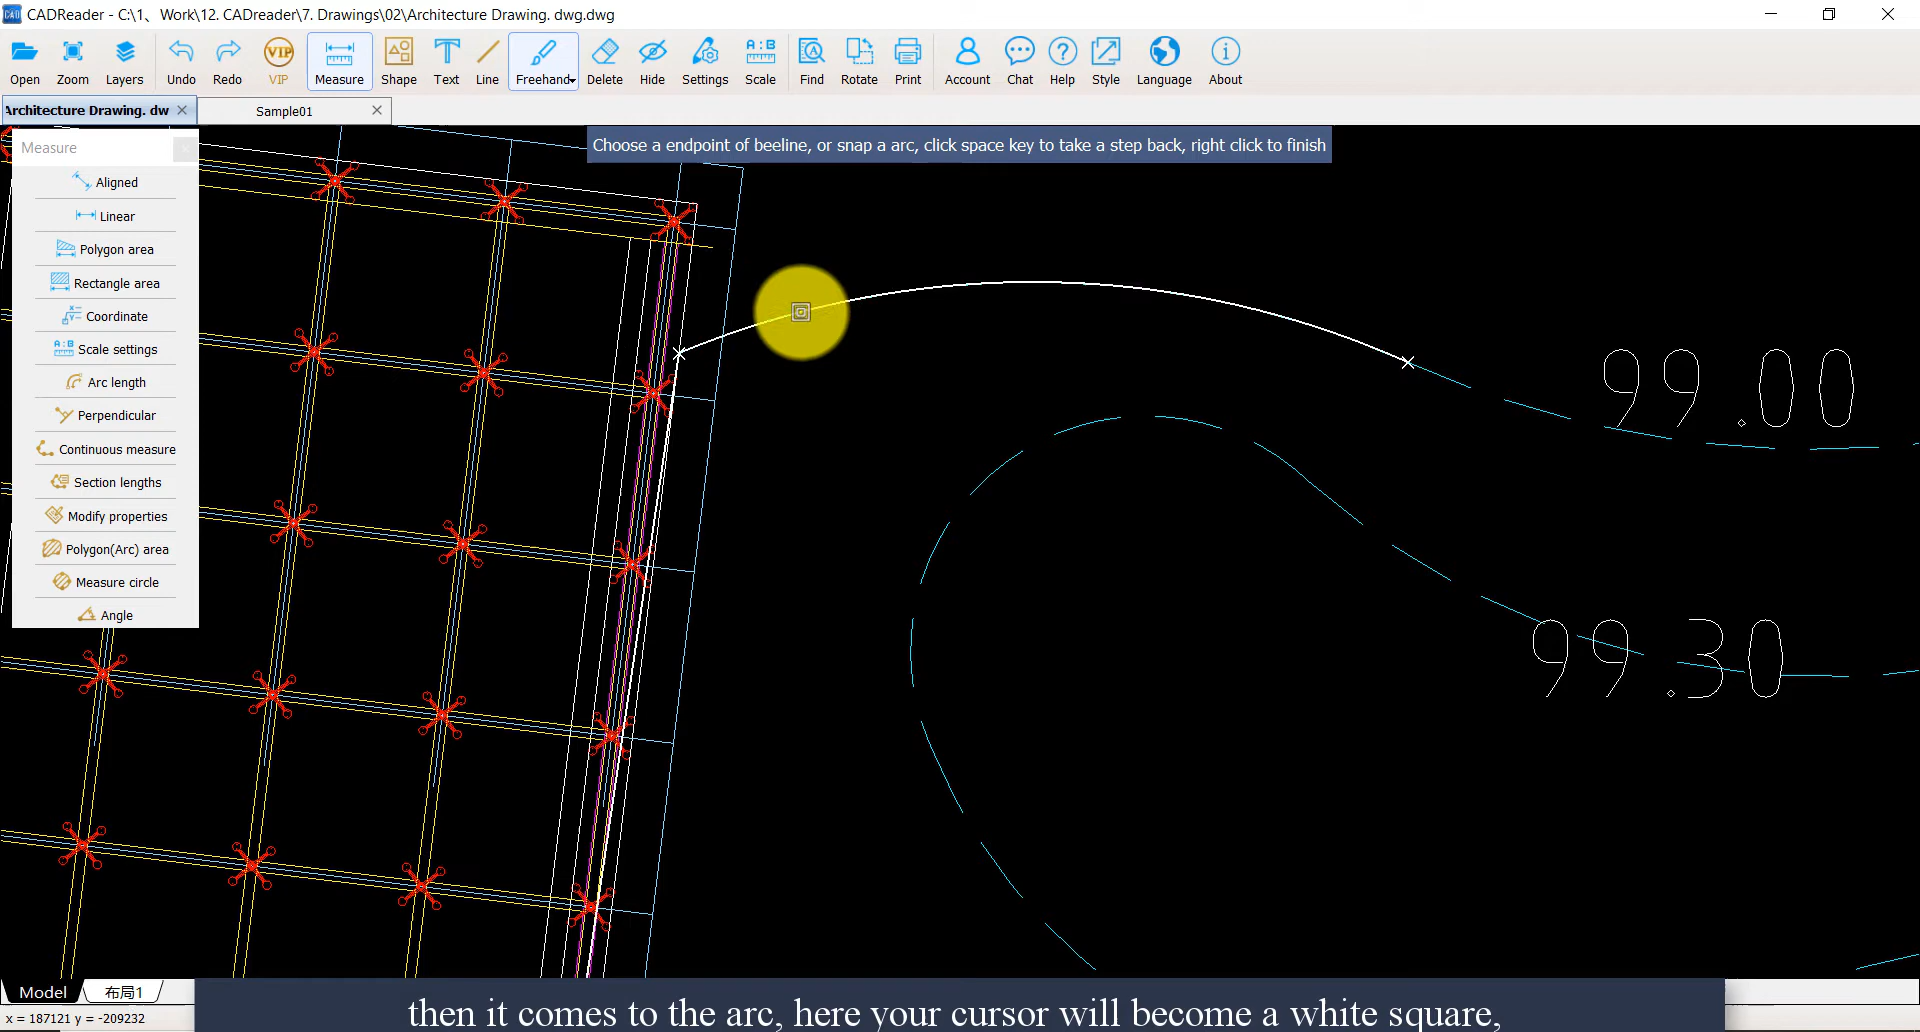 CADReader - C:\1、Work\12. CADreader\7. Drawings\02\Architecture Drawing. dwg.dwg
Open Zoom Layers Undo Redo VIP Measure Shape Text Line Freehand Delete Hide Settings Scale Find Rotate Print Account Chat Help Style Language About
Architecture Drawing. dw Sample01
Choose a endpoint of beeline, or snap a arc, click space key to take a step back, right click to finish
Measure
Aligned
Linear
Polygon area
Rectangle area
Coordinate
Scale settings
Arc length
Perpendicular
Continuous measure
Section lengths
Modify properties
Polygon(Arc) area
Measure circle
Angle
99.00
99.30
Model 布局1
x = 187121 y = -209232
then it comes to the arc, here your cursor will become a white square,